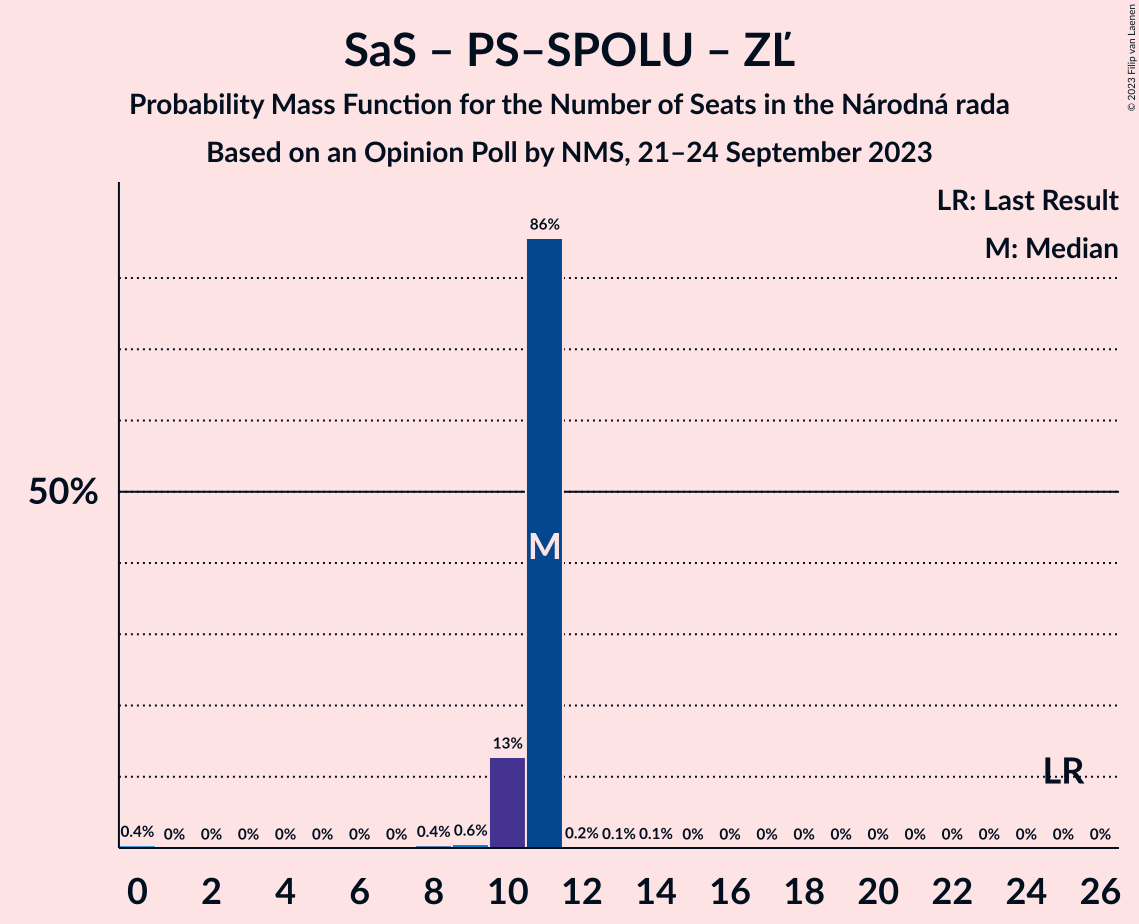 SaS – PS–SPOLU – ZĽ
Probability Mass Function for the Number of Seats in the Národná rada
Based on an Opinion Poll by NMS, 21–24 September 2023
© 2023 Filip van Laenen
LR: Last Result
M: Median
86%
50%
M
13%
LR
0.4% 0% 0% 0% 0% 0% 0% 0% 0.4% 0.6% 0.2% 0.1% 0.1% 0% 0% 0% 0% 0% 0% 0% 0% 0% 0% 0% 0%
0 2 4 6 8 10 12 14 16 18 20 22 24 26